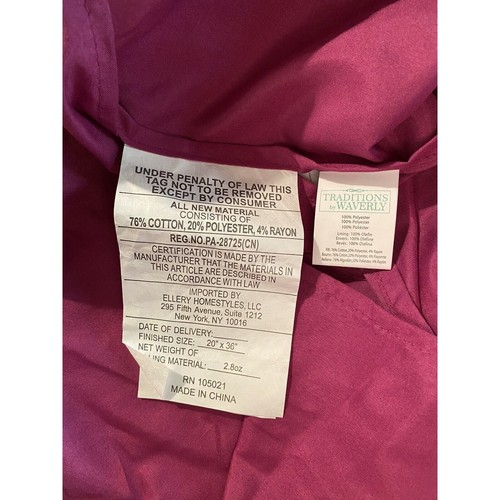 UNDER PENALTY OF LAW THIS
TAG NOT TO BE REMOVED
EXCEPT BY CONSUMER
ALL NEW MATERIAL
CONSISTING OF
76% COTTON, 20% POLYESTER, 4% RAYON
REG.NO.PA-28725(CN)
CERTIFICATION IS MADE BY THE
MANUFACTURER THAT THE MATERIALS IN
THIS ARTICLE ARE DESCRIBED IN
ACCORDANCE WITH LAW
IMPORTED BY
ELLERY HOMESTYLES, LLC
295 Fifth Avenue, Suite 1212
New York, NY 10016
DATE OF DELIVERY:
FINISHED SIZE: 20" x 36"
NET WEIGHT OF
LING MATERIAL: 2.8oz
RN 105021
MADE IN CHINA
TRADITIONS
by WAVERLY
100% Polyester
100% Polyester
100% Poliéster